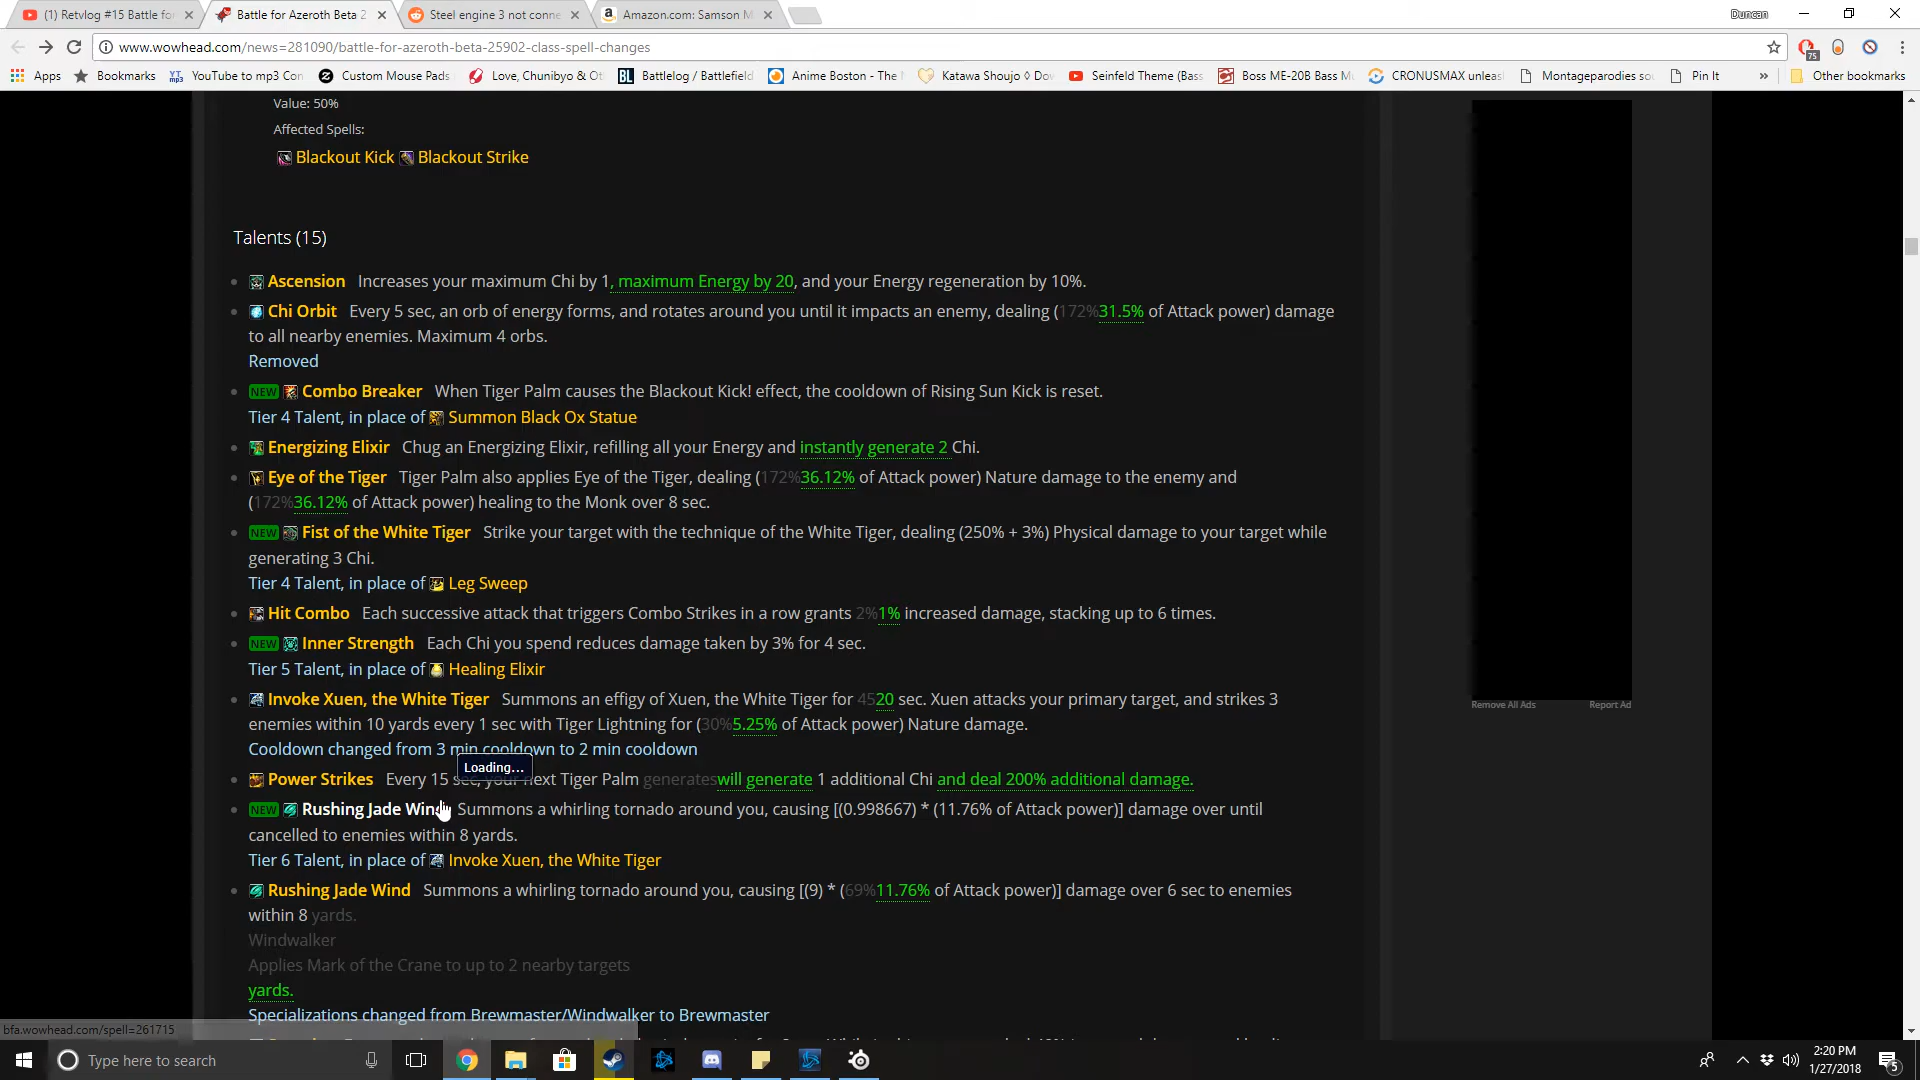 (1) Retvlog #15 Battle fo
Battle for Azeroth Beta 2
Steel engine 3 not conne
Amazon.com: Samson M
Duncan
www.wowhead.com/news=281090/battle-for-azeroth-beta-25902-class-spell-changes
75
Apps Bookmarks YouTube to mp3 Con Custom Mouse Pads Love, Chunibyo & Ot Battlelog / Battlefield Anime Boston - The Katawa Shoujo ◊ Dow Seinfeld Theme (Bass Boss ME-20B Bass Mu CRONUSMAX unleas Montageparodies so Pin It » Other bookmarks
Value: 50%
Affected Spells:
Blackout Kick Blackout Strike
Talents (15)
Ascension Increases your maximum Chi by 1, maximum Energy by 20, and your Energy regeneration by 10%.
Chi Orbit Every 5 sec, an orb of energy forms, and rotates around you until it impacts an enemy, dealing (172%31.5% of Attack power) damage
to all nearby enemies. Maximum 4 orbs.
Removed
NEW Combo Breaker When Tiger Palm causes the Blackout Kick! effect, the cooldown of Rising Sun Kick is reset.
Tier 4 Talent, in place of Summon Black Ox Statue
Energizing Elixir Chug an Energizing Elixir, refilling all your Energy and instantly generate 2 Chi.
Eye of the Tiger Tiger Palm also applies Eye of the Tiger, dealing (172%36.12% of Attack power) Nature damage to the enemy and
(172%36.12% of Attack power) healing to the Monk over 8 sec.
NEW Fist of the White Tiger Strike your target with the technique of the White Tiger, dealing (250% + 3%) Physical damage to your target while
generating 3 Chi.
Tier 4 Talent, in place of Leg Sweep
Hit Combo Each successive attack that triggers Combo Strikes in a row grants 2%1% increased damage, stacking up to 6 times.
NEW Inner Strength Each Chi you spend reduces damage taken by 3% for 4 sec.
Tier 5 Talent, in place of Healing Elixir
Invoke Xuen, the White Tiger Summons an effigy of Xuen, the White Tiger for 4520 sec. Xuen attacks your primary target, and strikes 3
enemies within 10 yards every 1 sec with Tiger Lightning for (30%5.25% of Attack power) Nature damage.
Cooldown changed from 3 min cooldown to 2 min cooldown
Loading...
Power Strikes Every 15 sec, your next Tiger Palm generateswill generate 1 additional Chi and deal 200% additional damage.
NEW Rushing Jade Wind Summons a whirling tornado around you, causing [(0.998667) * (11.76% of Attack power)] damage over until
cancelled to enemies within 8 yards.
Tier 6 Talent, in place of Invoke Xuen, the White Tiger
Rushing Jade Wind Summons a whirling tornado around you, causing [(9) * (69%11.76% of Attack power)] damage over 6 sec to enemies
within 8 yards.
Windwalker
Applies Mark of the Crane to up to 2 nearby targets
yards.
Specializations changed from Brewmaster/Windwalker to Brewmaster
Remove All Ads Report Ad
bfa.wowhead.com/spell=261715
Type here to search
2:20 PM
1/27/2018
5